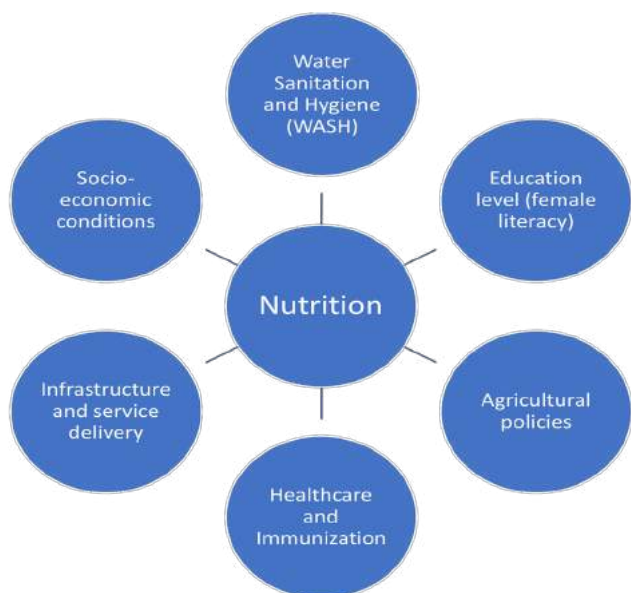 Water
Sanitation
and Hygiene
(WASH)
Education
level (female
literacy)
Agricultural
policies
Healthcare
and
Immunization
Infrastructure
and service
delivery
Socio-
economic
conditions
Nutrition